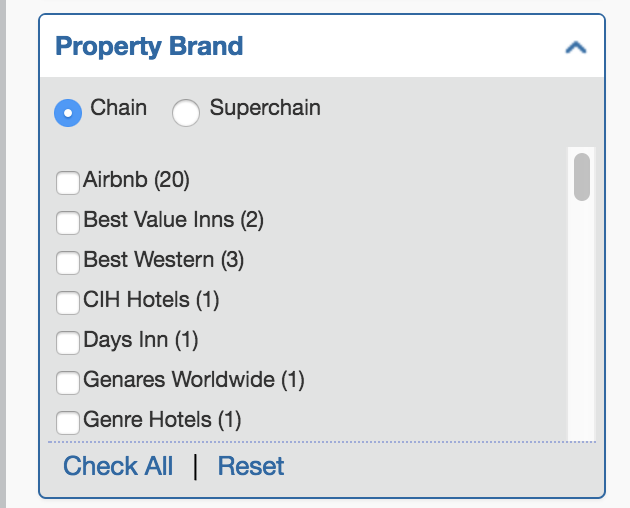 Property Brand
Chain Superchain
Airbnb (20)
Best Value Inns (2)
Best Western (3)
CIH Hotels (1)
Days Inn (1)
Genares Worldwide (1)
Genre Hotels (1)
Check All | Reset